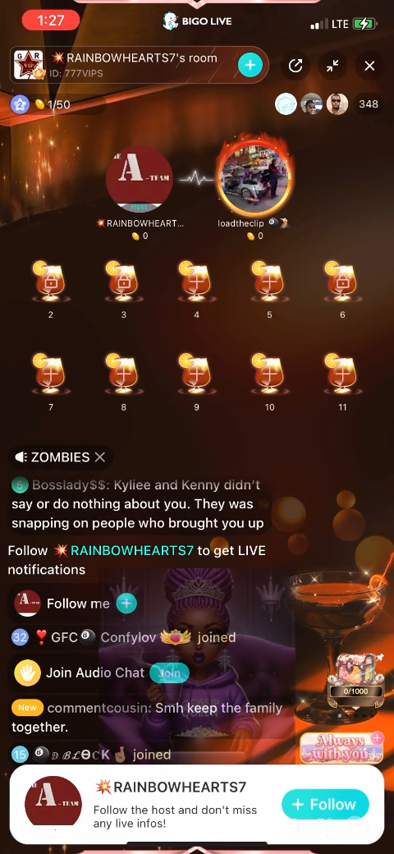 1:27
BIGO LIVE
LTE
G R
VIP
RAINBOWHEARTS7's room
ID: 777VIPS
1/50
348
A -TEAM
Host
RAINBOWHEART... loadtheclip
0 0
2 3 4 5 6
7 8 9 10 11
ZOMBIES
Bosslady$$: Kyliee and Kenny didn't
say or do nothing about you. They was
snapping on people who brought you up
Follow RAINBOWHEARTS7 to get LIVE
notifications
Follow me
32 GFC Confylov joined
Join Audio Chat Join
New commentcousin: Smh keep the family
together.
0/1000
15 𝔻 ℬℒϴℂK joined
Always
with you
A -TEAM
RAINBOWHEARTS7
Follow the host and don't miss
any live infos!
+ Follow